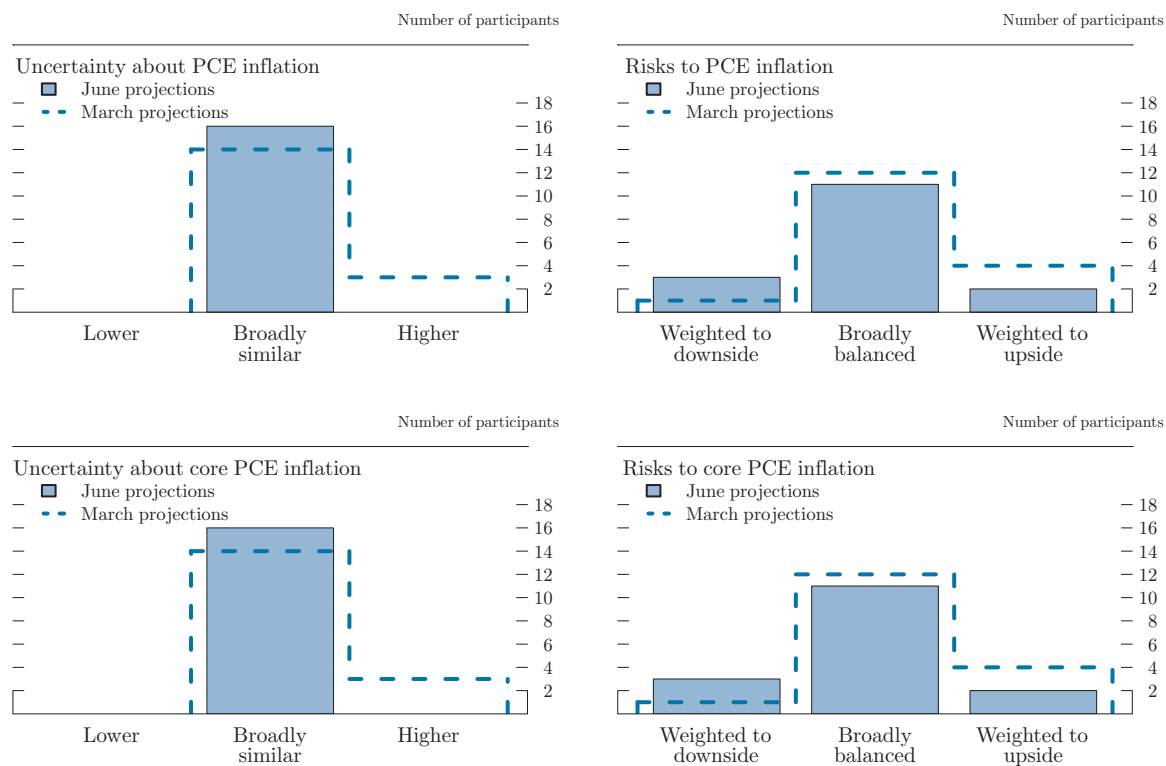 Number of participants
Uncertainty about PCE inflation
June projections
March projections
18
16
14
12
10
8
6
4
2
Lower
Broadly
similar
Higher
Number of participants
Risks to PCE inflation
June projections
March projections
18
16
14
12
10
8
6
4
2
Weighted to
downside
Broadly
balanced
Weighted to
upside
Number of participants
Uncertainty about core PCE inflation
June projections
March projections
18
16
14
12
10
8
6
4
2
Lower
Broadly
similar
Higher
Number of participants
Risks to core PCE inflation
June projections
March projections
18
16
14
12
10
8
6
4
2
Weighted to
downside
Broadly
balanced
Weighted to
upside